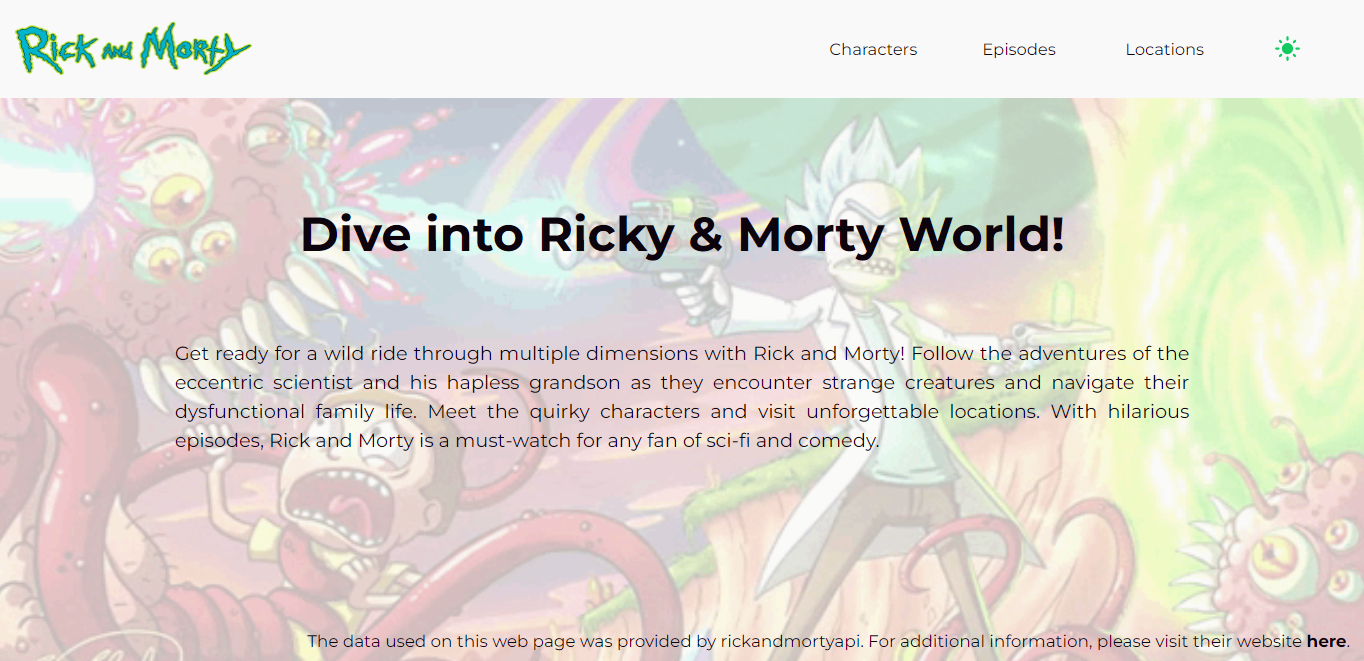 Rick and Morty
Characters Episodes Locations
Dive into Ricky & Morty World!
Get ready for a wild ride through multiple dimensions with Rick and Morty! Follow the adventures of the
eccentric scientist and his hapless grandson as they encounter strange creatures and navigate their
dysfunctional family life. Meet the quirky characters and visit unforgettable locations. With hilarious
episodes, Rick and Morty is a must-watch for any fan of sci-fi and comedy.
The data used on this web page was provided by rickandmortyapi. For additional information, please visit their website here.